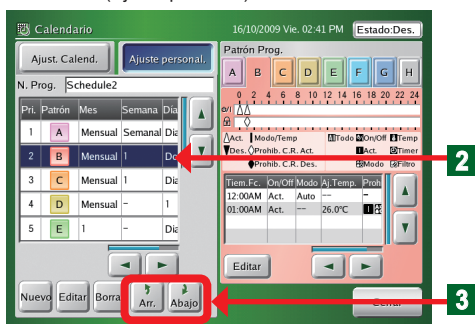 Calendario
16/10/2009 Vie. 02:41 PM Estado:Des.
Ajust. Calend. Ajuste personal.
N. Prog. Schedule2
Pri. Patrón Mes Semana Día
1 A Mensual Semanal Dia
2 B Mensual 1 Do
3 C Mensual 1 Dia
4 D Mensual - 1
5 E 1 - Dia
Nuevo Editar Borra Arr. Abajo
Patrón Prog.
A B C D E F G H
0 2 4 6 8 10 12 14 16 18 20 22 24
Act. Modo/Temp Todo On/Off Temp
Des. Prohib. C.R. Act. Act. Timer
Prohib. C.R. Des. Modo Filtro
Tiem.Fc. On/Off Modo Aj.Temp. Proh
12:00AM Act. Auto -- -
01:00AM Act. -- 26.0°C
Editar
2
3